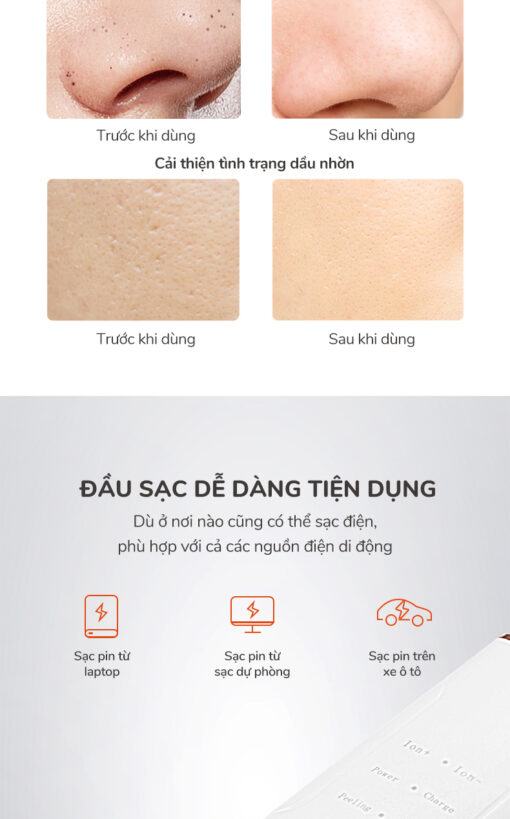 Trước khi dùng
Sau khi dùng
Cải thiện tình trạng dầu nhờn
Trước khi dùng
Sau khi dùng
ĐẦU SẠC DỄ DÀNG TIỆN DỤNG
Dù ở nơi nào cũng có thể sạc điện,
phù hợp với cả các nguồn điện di động
Sạc pin từ
laptop
Sạc pin từ
sạc dự phòng
Sạc pin trên
xe ô tô
Ion+ Ion-
Power Charge
Peeling